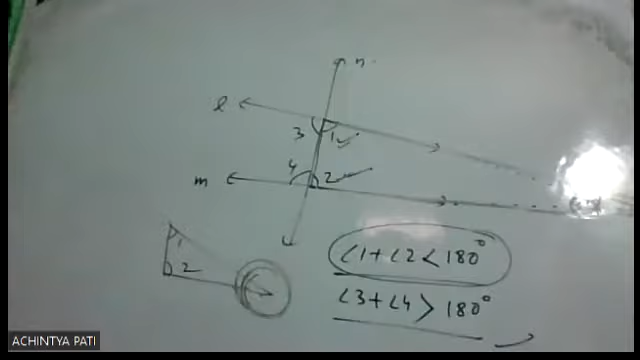 n
l
3 1
4 2
m
1
2
∠1+∠2<180°
∠3+∠4>180°
ACHINTYA PATI